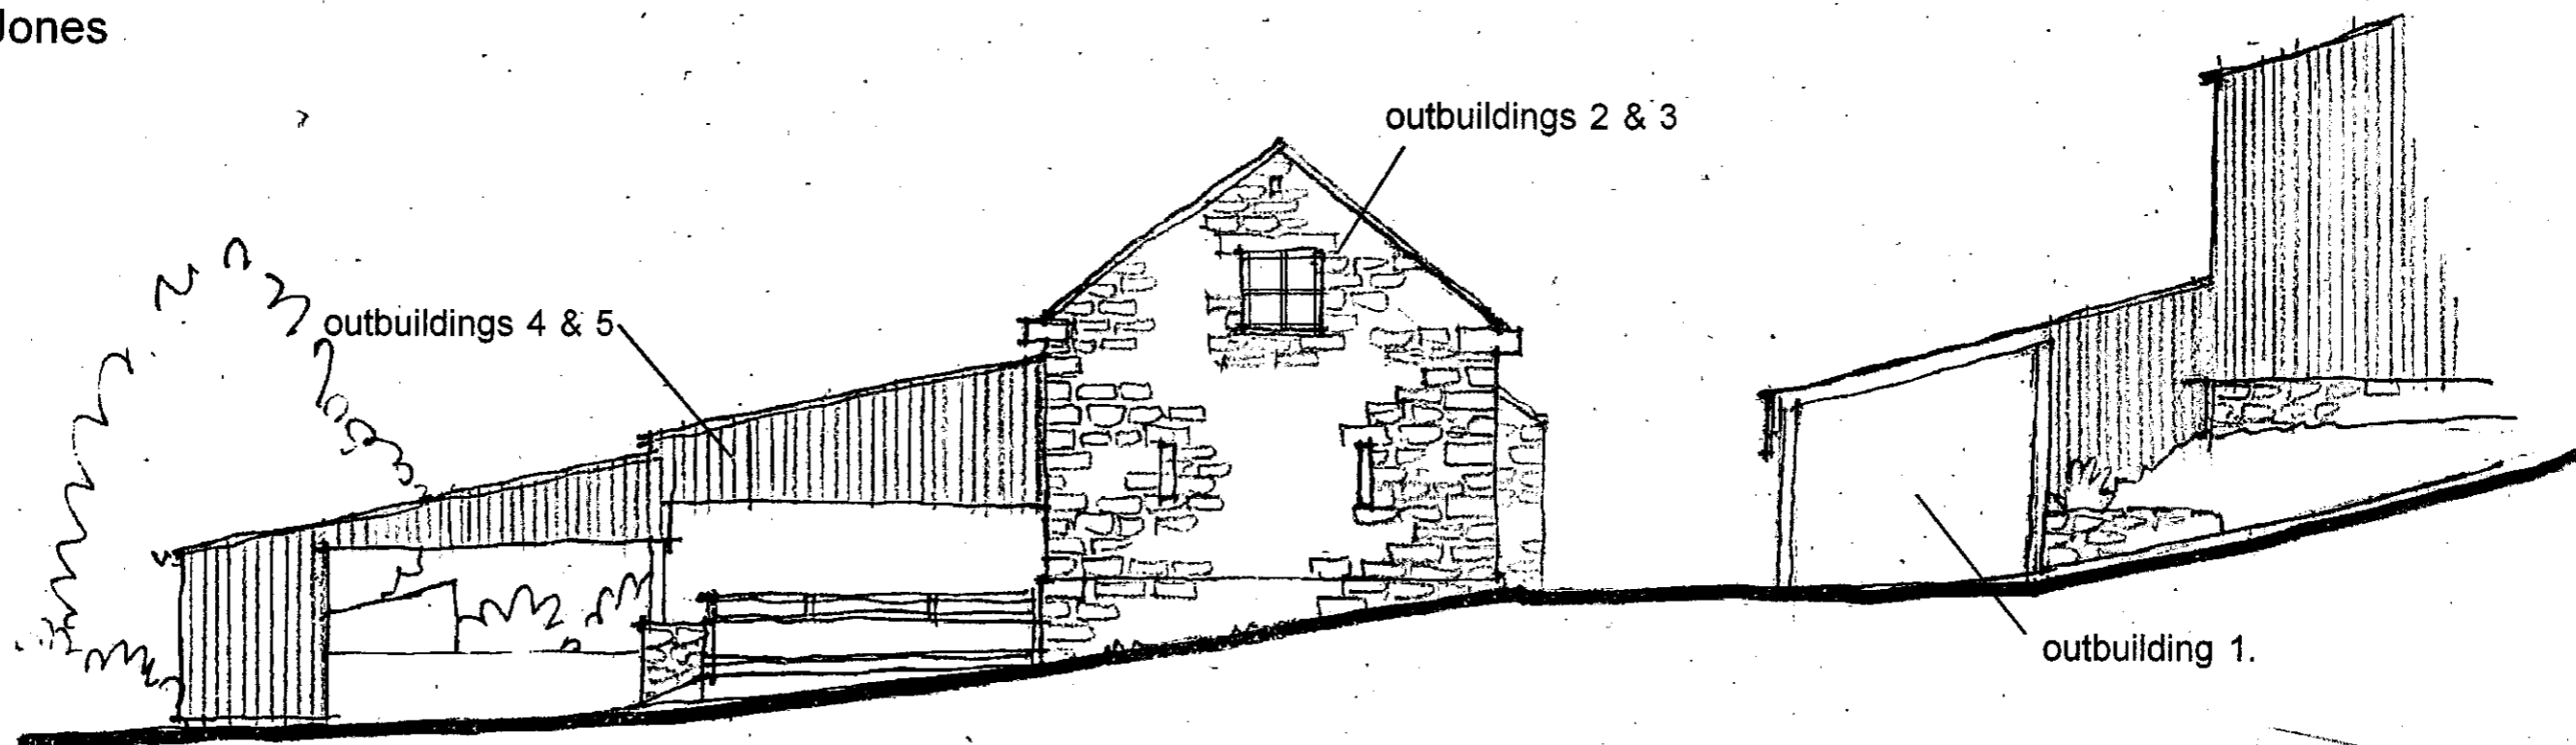 Jones
outbuildings 2 & 3
outbuildings 4 & 5
outbuilding 1.